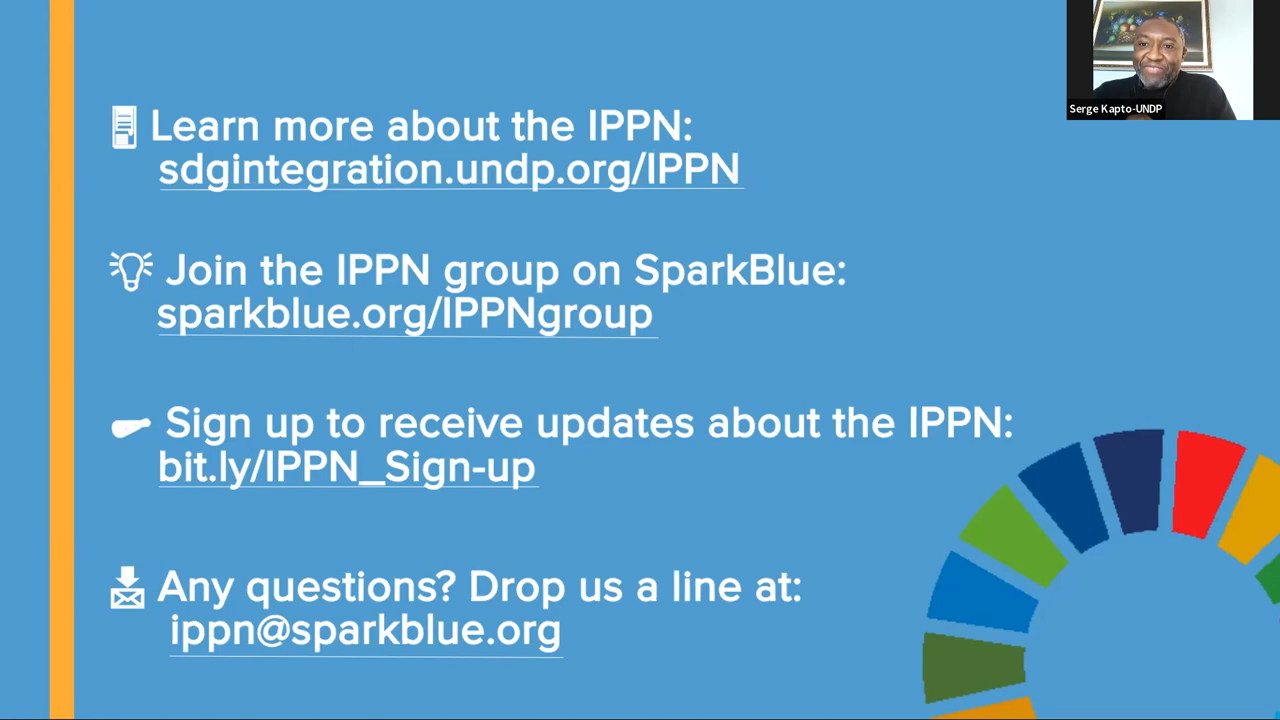 Serge Kapto-UNDP
Learn more about the IPPN:
sdgintegration.undp.org/IPPN
Join the IPPN group on SparkBlue:
sparkblue.org/IPPNgroup
Sign up to receive updates about the IPPN:
bit.ly/IPPN_Sign-up
Any questions? Drop us a line at:
ippn@sparkblue.org